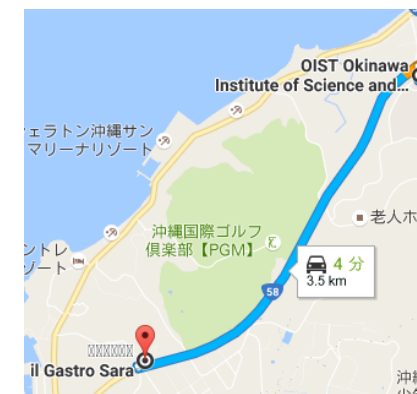 OIST Okinawa
Institute of Science and...
ェラトン沖縄サン
マリーナリゾート
沖縄国際ゴルフ
倶楽部【PGM】
老人ホ
ントレ
ゾート
4 分
3.5 km
58
il Gastro Sara
沖縄